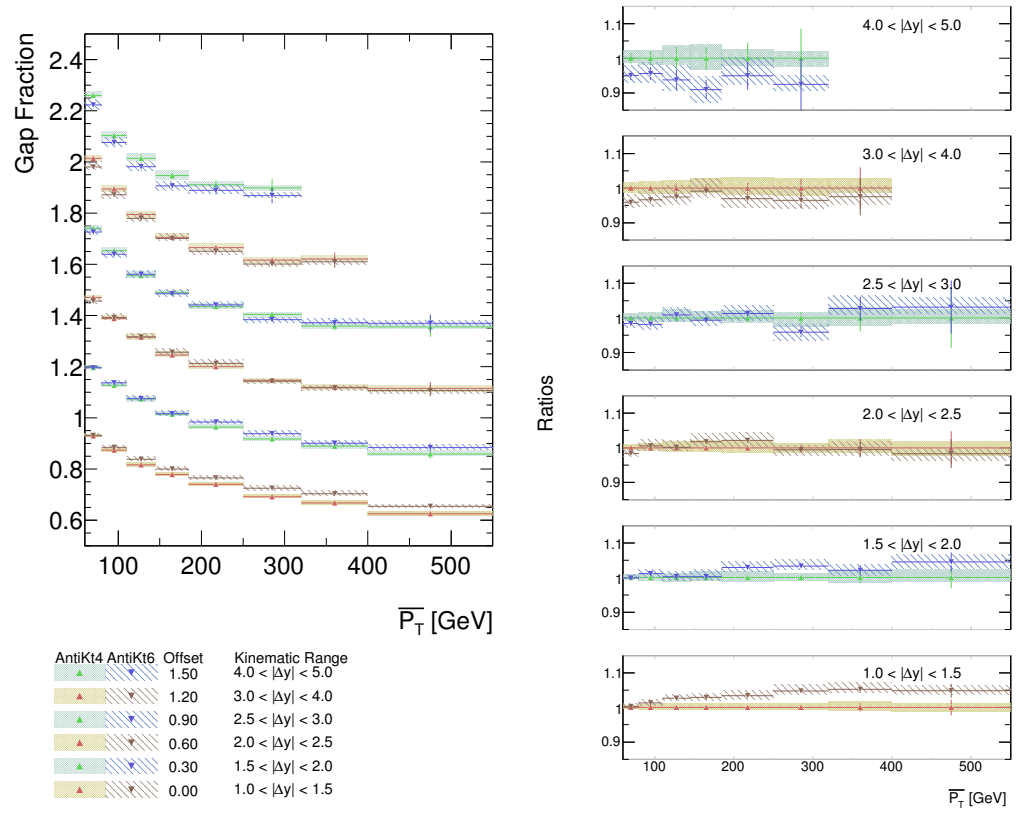 Gap Fraction
2.4
2.2
2
1.8
1.6
1.4
1.2
1
0.8
0.6
100 200 300 400 500
P_T [GeV]
AntiKt4 AntiKt6 Offset Kinematic Range
1.50 4.0 < |Δy| < 5.0
1.20 3.0 < |Δy| < 4.0
0.90 2.5 < |Δy| < 3.0
0.60 2.0 < |Δy| < 2.5
0.30 1.5 < |Δy| < 2.0
0.00 1.0 < |Δy| < 1.5
Ratios
4.0 < |Δy| < 5.0
1.1
1
0.9
3.0 < |Δy| < 4.0
1.1
1
0.9
2.5 < |Δy| < 3.0
1.1
1
0.9
2.0 < |Δy| < 2.5
1.1
1
0.9
1.5 < |Δy| < 2.0
1.1
1
0.9
1.0 < |Δy| < 1.5
1.1
1
0.9
100 200 300 400 500
P_T [GeV]